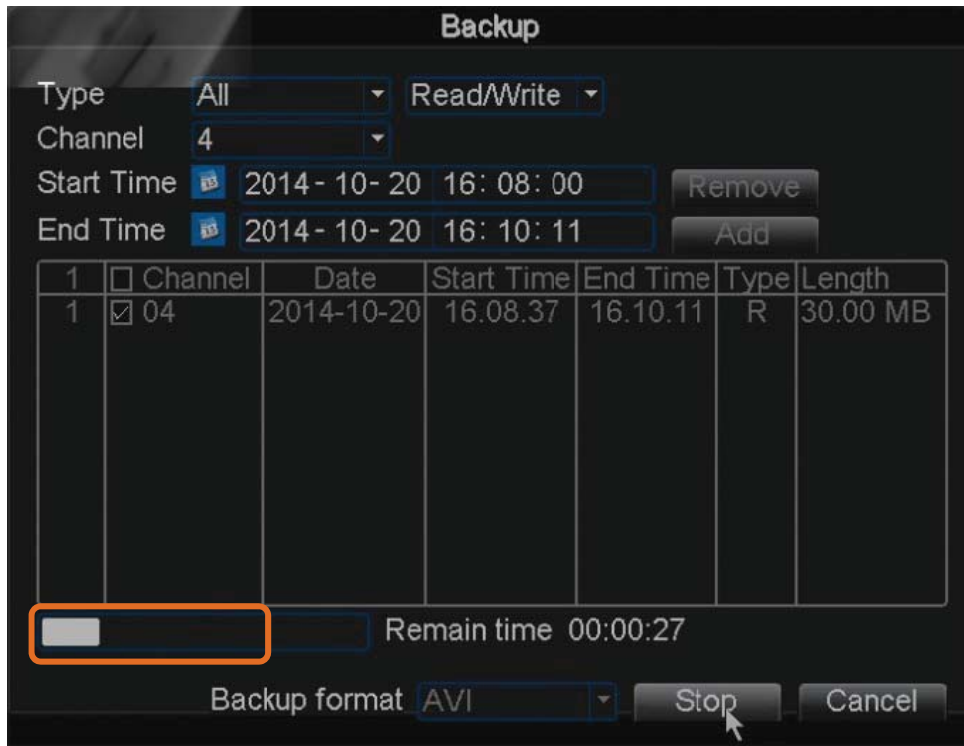 Backup
Type All Read/Write
Channel 4
Start Time 2014-10-20 16:08:00 Remove
End Time 2014-10-20 16:10:11 Add
1 Channel Date Start Time End Time Type Length
1 04 2014-10-20 16.08.37 16.10.11 R 30.00 MB
Remain time 00:00:27
Backup format AVI Stop Cancel